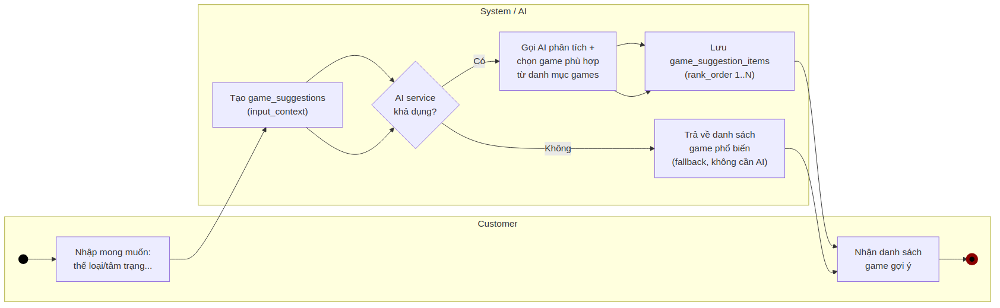 System / AI
Tạo game_suggestions
(input_context)
AI service
khả dụng?
Có
Gọi AI phân tích +
chọn game phù hợp
từ danh mục games
Lưu
game_suggestion_items
(rank_order 1..N)
Không
Trả về danh sách
game phổ biến
(fallback, không cần AI)
Customer
Nhập mong muốn:
thể loại/tâm trạng...
Nhận danh sách
game gợi ý